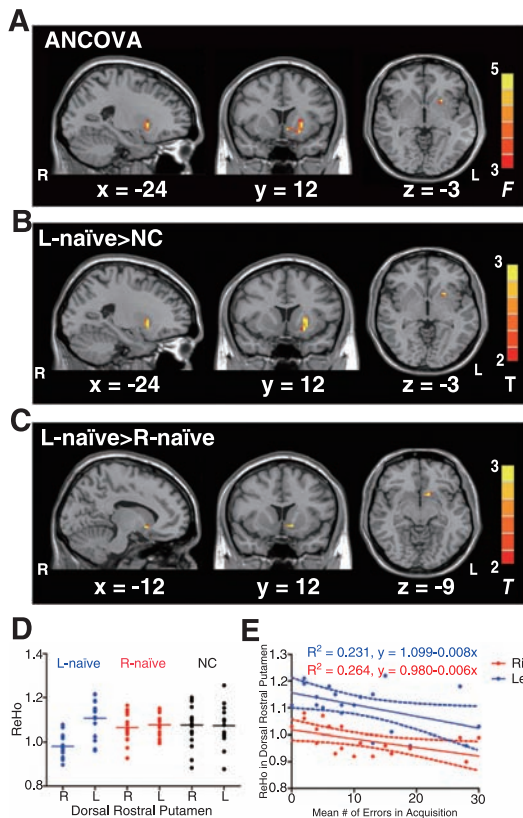 A
ANCOVA
5
3
R
L
F
x = -24
y = 12
z = -3
B
L-naïve>NC
3
2
R
L
T
x = -24
y = 12
z = -3
C
L-naïve>R-naïve
3
2
R
L
T
x = -12
y = 12
z = -9
D
L-naïve
R-naïve
NC
ReHo
1.4
1.2
1.0
0.8
R
L
R
L
R
L
Dorsal Rostral Putamen
E
R² = 0.231, y = 1.099-0.008x
R² = 0.264, y = 0.980-0.006x
Ri
Le
ReHo in Dorsal Rostral Putamen
1.3
1.2
1.1
1.0
0.9
0.8
0
10
20
30
Mean # of Errors in Acquisition